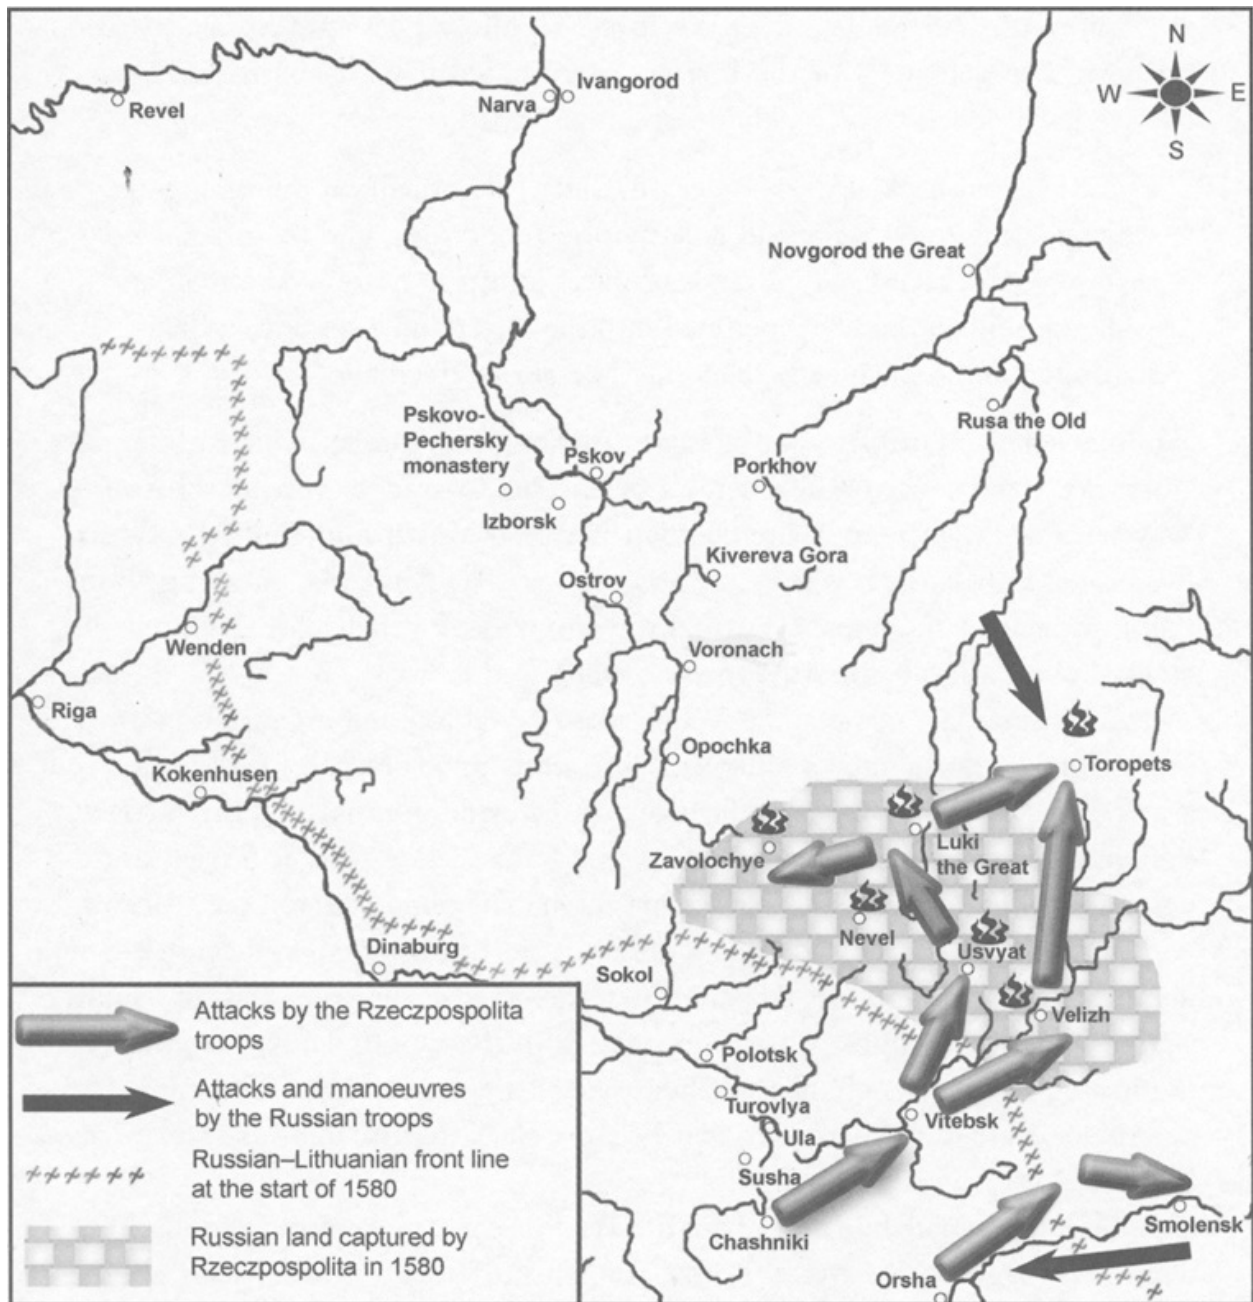 N
W
E
S
Revel
Narva
Ivangorod
Novgorod the Great
Rusa the Old
Pskovo-
Pechersky
monastery
Pskov
Porkhov
Izborsk
Kivereva Gora
Ostrov
Wenden
Voronach
Riga
Opochka
Toropets
Kokenhusen
Luki
the Great
Zavolochye
Nevel
Dinaburg
Usvyat
Sokol
Velizh
Polotsk
Turovlya
Vitebsk
Ula
Susha
Smolensk
Chashniki
Orsha
Attacks by the Rzeczpospolita
troops
Attacks and manoeuvres
by the Russian troops
Russian–Lithuanian front line
at the start of 1580
Russian land captured by
Rzeczpospolita in 1580